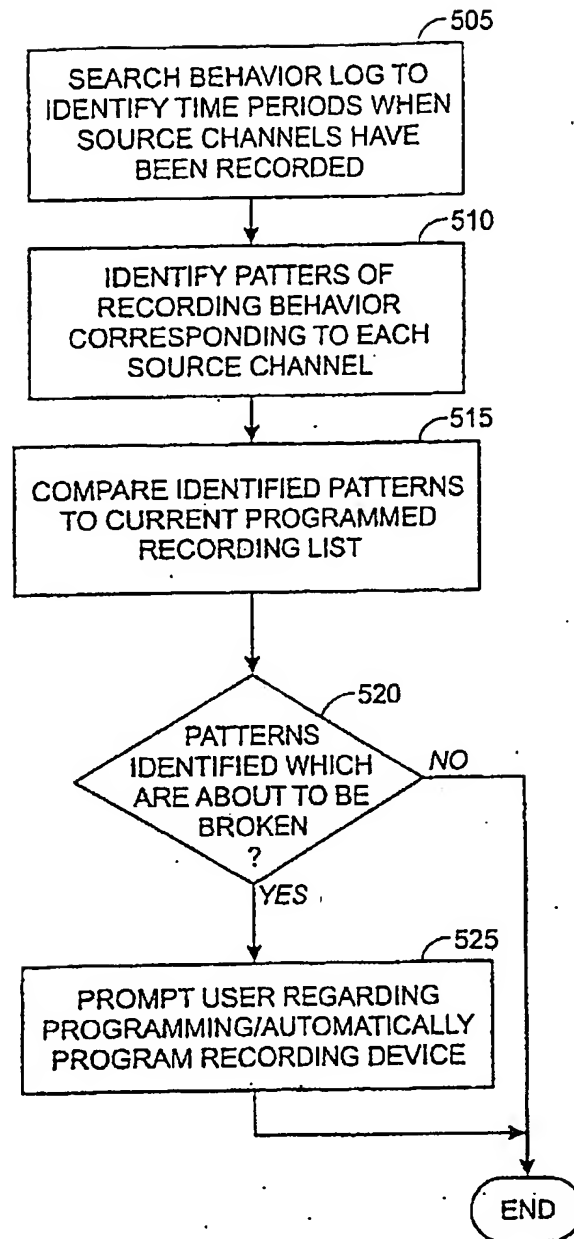 505
SEARCH BEHAVIOR LOG TO
IDENTIFY TIME PERIODS WHEN
SOURCE CHANNELS HAVE
BEEN RECORDED
510
IDENTIFY PATTERS OF
RECORDING BEHAVIOR
CORRESPONDING TO EACH
SOURCE CHANNEL
515
COMPARE IDENTIFIED PATTERNS
TO CURRENT PROGRAMMED
RECORDING LIST
520
PATTERNS
IDENTIFIED WHICH
ARE ABOUT TO BE
BROKEN
?
NO
YES
525
PROMPT USER REGARDING
PROGRAMMING/AUTOMATICALLY
PROGRAM RECORDING DEVICE
END